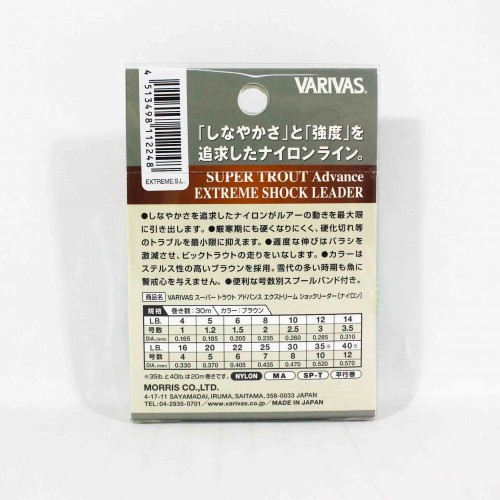 VARIVAS®
4 513498 112248
EXTREME.S.L.
「しなやかさ」と「強度」を
追求したナイロンライン。
SUPER TROUT Advance
EXTREME SHOCK LEADER
●しなやかさを追求したナイロンがルアーの動きを最大限
に引き出します。●厳寒期にも硬くなりにくく、硬化切れ等
のトラブルを最小限に抑えます。●適度な伸びはバラシを
激減させ、ビックトラウトの走りをいなします。●カラーは
ステルス性の高いブラウンを採用。雪代の多い時期も魚に
警戒心を与えません。●便利な号数別スプールバンド付き。
商品名 VARIVAS スーパー トラウト アドバンス エクストリーム ショックリーダー[ナイロン]
規格 巻き数:30m カラー:ブラウン
LB. 4 5 6 8 10 12 14
号数 1 1.2 1.5 2 2.5 3 3.5
DIA.(mm) 0.165 0.185 0.205 0.235 0.260 0.285 0.310
LB. 16 20 22 25 30 35※ 40※
号数 4 5 6 7 8 10 12
DIA.(mm) 0.330 0.370 0.405 0.435 0.470 0.520 0.570
※35lb.と40lb.は20m巻きです。 NYLON MA SP-T 平行巻
MORRIS CO.,LTD.
4-17-11 SAYAMADAI, IRUMA, SAITAMA, 358-0033 JAPAN
TEL: 04-2935-0701/ http://www.varivas.co.jp/
MADE IN JAPAN